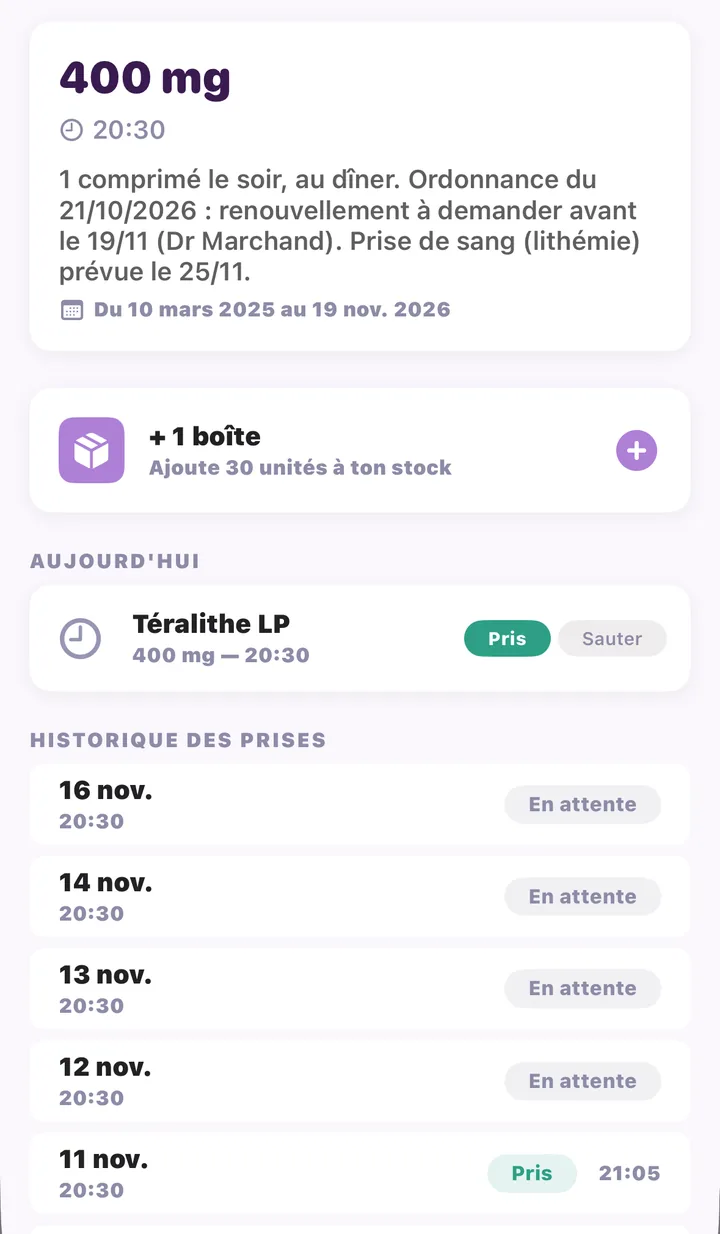 400 mg
20:30
1 comprimé le soir, au dîner. Ordonnance du
21/10/2026 : renouvellement à demander avant
le 19/11 (Dr Marchand). Prise de sang (lithémie)
prévue le 25/11.
Du 10 mars 2025 au 19 nov. 2026
+ 1 boîte
Ajoute 30 unités à ton stock
AUJOURD'HUI
Téralithe LP
400 mg — 20:30
Pris
Sauter
HISTORIQUE DES PRISES
16 nov.
20:30
En attente
14 nov.
20:30
En attente
13 nov.
20:30
En attente
12 nov.
20:30
En attente
11 nov.
20:30
Pris
21:05